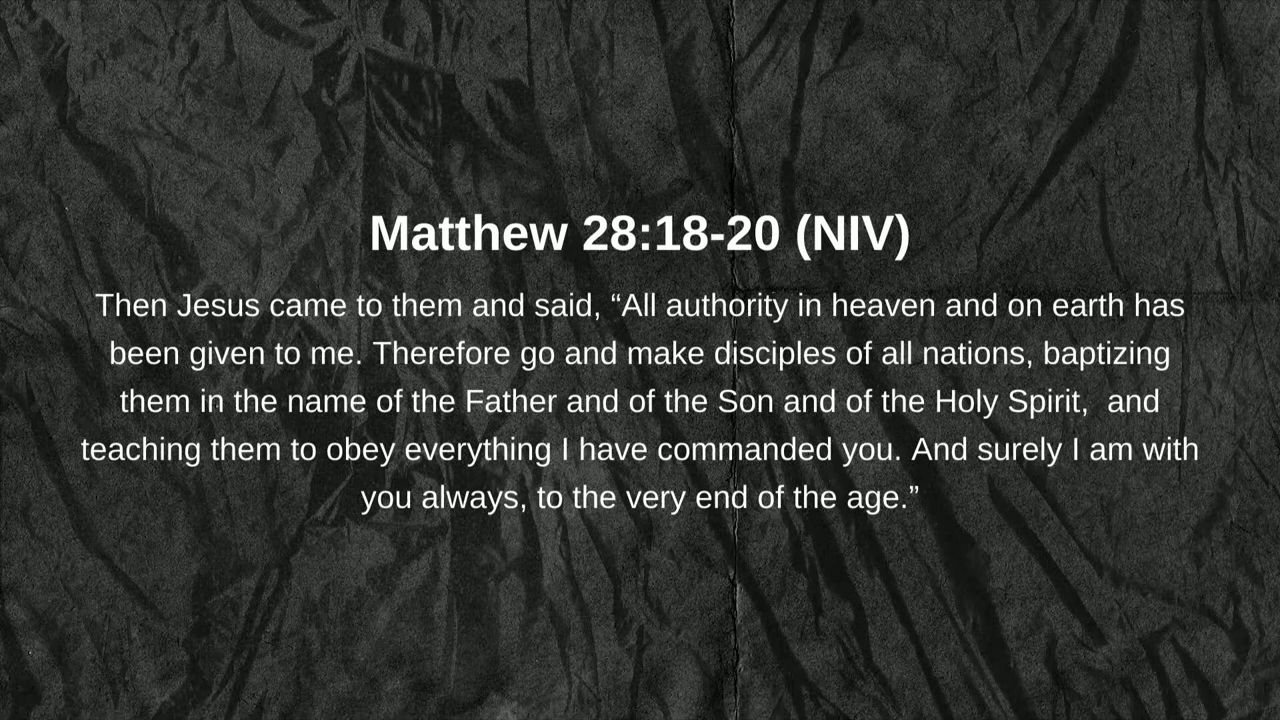 Matthew 28:18-20 (NIV)
Then Jesus came to them and said, “All authority in heaven and on earth has
been given to me. Therefore go and make disciples of all nations, baptizing
them in the name of the Father and of the Son and of the Holy Spirit,  and
teaching them to obey everything I have commanded you. And surely I am with
you always, to the very end of the age.”